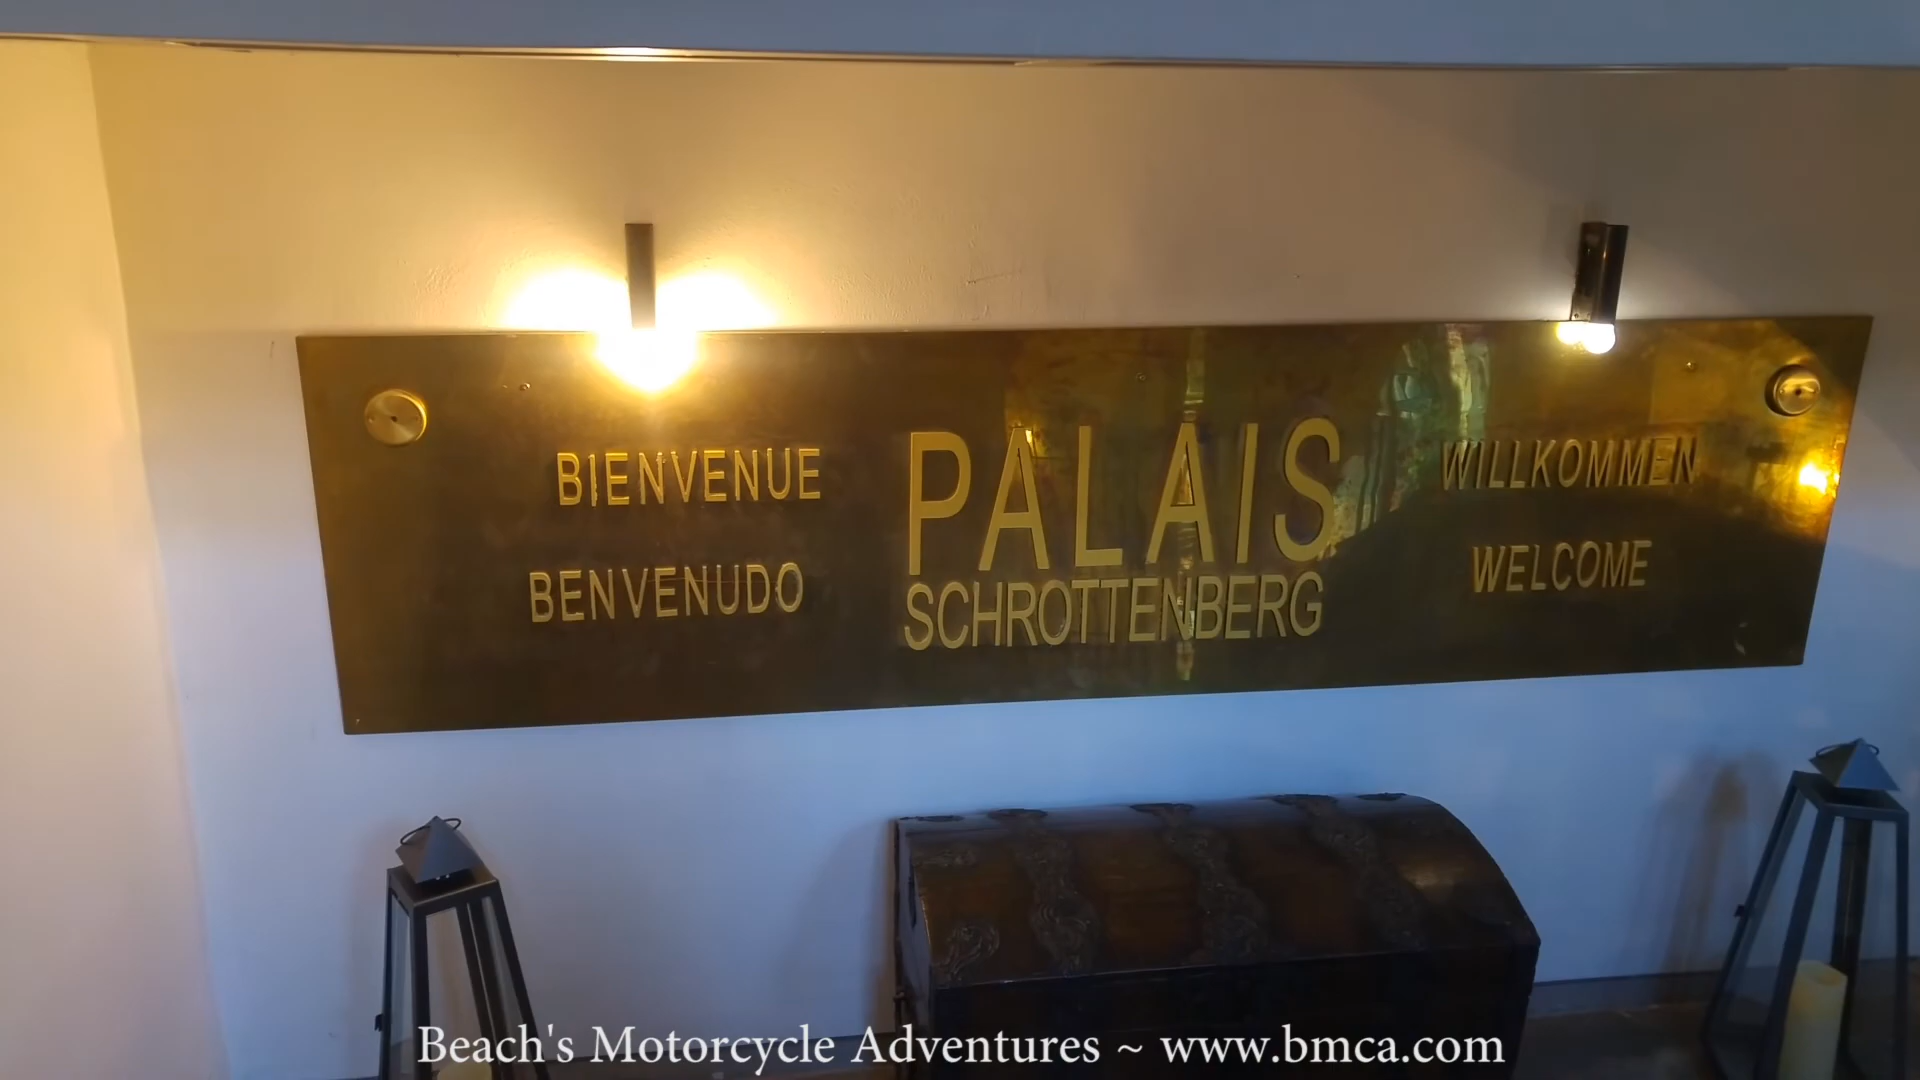 BIENVENUE
BENVENUDO
PALAIS
SCHROTTENBERG
WILLKOMMEN
WELCOME
Beach's Motorcycle Adventures ~ www.bmca.com